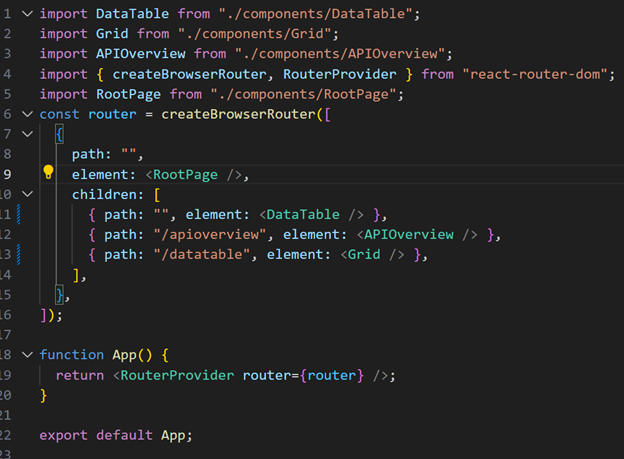 1 import DataTable from "./components/DataTable";
2 import Grid from "./components/Grid";
3 import APIOverview from "./components/APIOverview";
4 import { createBrowserRouter, RouterProvider } from "react-router-dom";
5 import RootPage from "./components/RootPage";
6 const router = createBrowserRouter([
7 {
8 path: "",
9 element: <RootPage />,
10 children: [
11 { path: "", element: <DataTable /> },
12 { path: "/apioverview", element: <APIOverview /> },
13 { path: "/datatable", element: <Grid /> },
14 ],
15 },
16 ]);
17
18 function App() {
19 return <RouterProvider router={router} />;
20 }
21
22 export default App;
23